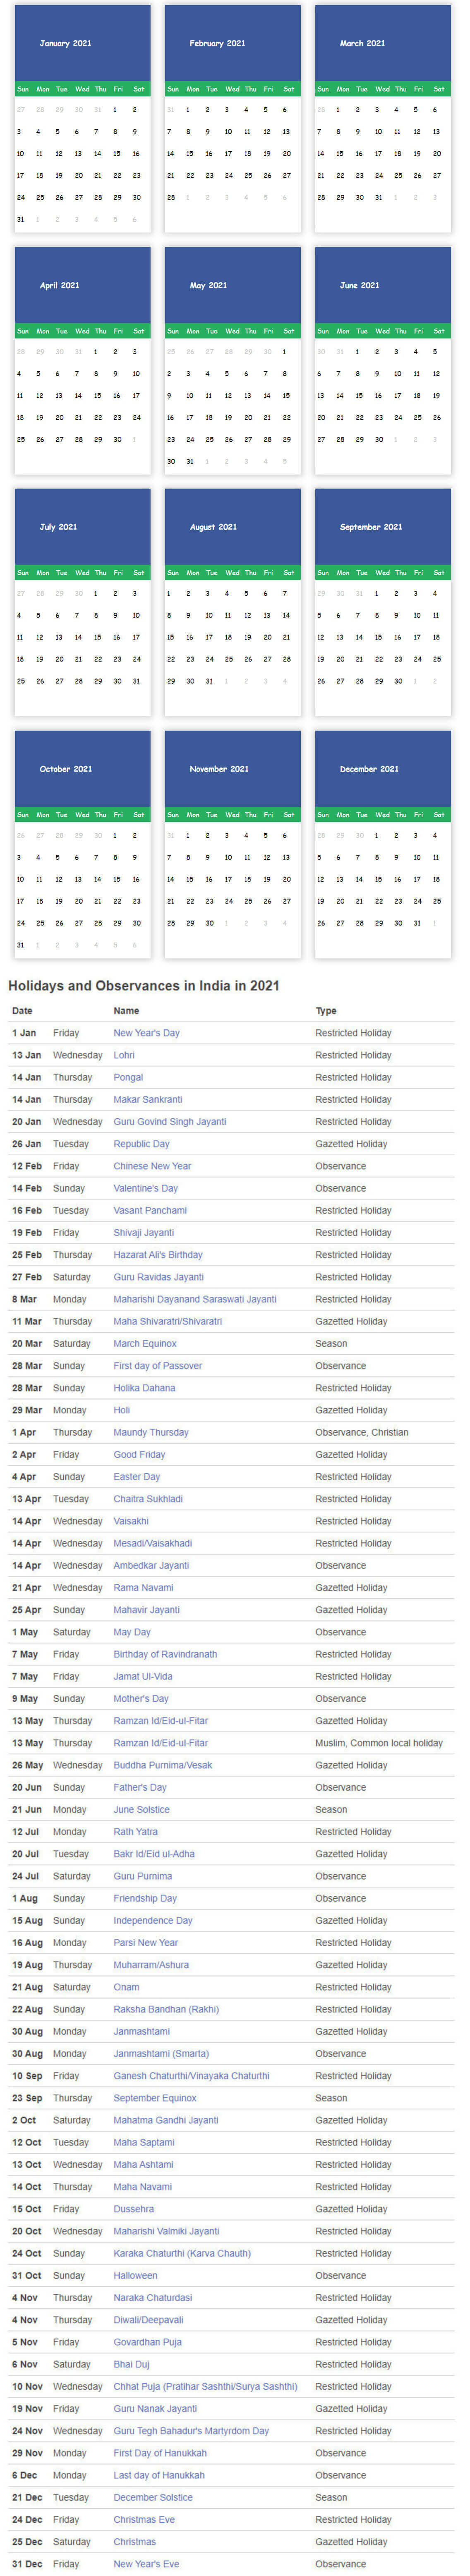 January 2021 February 2021 March 2021
Sun Mon Tue Wed Thu Fri Sat Sun Mon Tue Wed Thu Fri Sat Sun Mon Tue Wed Thu Fri Sat
27 28 29 30 31 1 2 31 1 2 3 4 5 6 28 1 2 3 4 5 6
3 4 5 6 7 8 9 7 8 9 10 11 12 13 7 8 9 10 11 12 13
10 11 12 13 14 15 16 14 15 16 17 18 19 20 14 15 16 17 18 19 20
17 18 19 20 21 22 23 21 22 23 24 25 26 27 21 22 23 24 25 26 27
24 25 26 27 28 29 30 28 1 2 3 4 5 6 28 29 30 31 1 2 3
31 1 2 3 4 5 6
April 2021 May 2021 June 2021
Sun Mon Tue Wed Thu Fri Sat Sun Mon Tue Wed Thu Fri Sat Sun Mon Tue Wed Thu Fri Sat
28 29 30 31 1 2 3 25 26 27 28 29 30 1 30 31 1 2 3 4 5
4 5 6 7 8 9 10 2 3 4 5 6 7 8 6 7 8 9 10 11 12
11 12 13 14 15 16 17 9 10 11 12 13 14 15 13 14 15 16 17 18 19
18 19 20 21 22 23 24 16 17 18 19 20 21 22 20 21 22 23 24 25 26
25 26 27 28 29 30 1 23 24 25 26 27 28 29 27 28 29 30 1 2 3
30 31 1 2 3 4 5
July 2021 August 2021 September 2021
Sun Mon Tue Wed Thu Fri Sat Sun Mon Tue Wed Thu Fri Sat Sun Mon Tue Wed Thu Fri Sat
27 28 29 30 1 2 3 1 2 3 4 5 6 7 29 30 31 1 2 3 4
4 5 6 7 8 9 10 8 9 10 11 12 13 14 5 6 7 8 9 10 11
11 12 13 14 15 16 17 15 16 17 18 19 20 21 12 13 14 15 16 17 18
18 19 20 21 22 23 24 22 23 24 25 26 27 28 19 20 21 22 23 24 25
25 26 27 28 29 30 31 29 30 31 1 2 3 4 26 27 28 29 30 1 2
October 2021 November 2021 December 2021
Sun Mon Tue Wed Thu Fri Sat Sun Mon Tue Wed Thu Fri Sat Sun Mon Tue Wed Thu Fri Sat
26 27 28 29 30 1 2 31 1 2 3 4 5 6 28 29 30 1 2 3 4
3 4 5 6 7 8 9 7 8 9 10 11 12 13 5 6 7 8 9 10 11
10 11 12 13 14 15 16 14 15 16 17 18 19 20 12 13 14 15 16 17 18
17 18 19 20 21 22 23 21 22 23 24 25 26 27 19 20 21 22 23 24 25
24 25 26 27 28 29 30 28 29 30 1 2 3 4 26 27 28 29 30 31 1
31 1 2 3 4 5 6
Holidays and Observances in India in 2021
Date Name Type
1 Jan Friday New Year's Day Restricted Holiday
13 Jan Wednesday Lohri Restricted Holiday
14 Jan Thursday Pongal Restricted Holiday
14 Jan Thursday Makar Sankranti Restricted Holiday
20 Jan Wednesday Guru Govind Singh Jayanti Restricted Holiday
26 Jan Tuesday Republic Day Gazetted Holiday
12 Feb Friday Chinese New Year Observance
14 Feb Sunday Valentine's Day Observance
16 Feb Tuesday Vasant Panchami Restricted Holiday
19 Feb Friday Shivaji Jayanti Restricted Holiday
25 Feb Thursday Hazarat Ali's Birthday Restricted Holiday
27 Feb Saturday Guru Ravidas Jayanti Restricted Holiday
8 Mar Monday Maharishi Dayanand Saraswati Jayanti Restricted Holiday
11 Mar Thursday Maha Shivaratri/Shivaratri Gazetted Holiday
20 Mar Saturday March Equinox Season
28 Mar Sunday First day of Passover Observance
28 Mar Sunday Holika Dahana Restricted Holiday
29 Mar Monday Holi Gazetted Holiday
1 Apr Thursday Maundy Thursday Observance, Christian
2 Apr Friday Good Friday Gazetted Holiday
4 Apr Sunday Easter Day Restricted Holiday
13 Apr Tuesday Chaitra Sukhladi Restricted Holiday
14 Apr Wednesday Vaisakhi Restricted Holiday
14 Apr Wednesday Mesadi/Vaisakhadi Restricted Holiday
14 Apr Wednesday Ambedkar Jayanti Observance
21 Apr Wednesday Rama Navami Gazetted Holiday
25 Apr Sunday Mahavir Jayanti Gazetted Holiday
1 May Saturday May Day Observance
7 May Friday Birthday of Ravindranath Restricted Holiday
7 May Friday Jamat Ul-Vida Restricted Holiday
9 May Sunday Mother's Day Observance
13 May Thursday Ramzan Id/Eid-ul-Fitar Gazetted Holiday
13 May Thursday Ramzan Id/Eid-ul-Fitar Muslim, Common local holiday
26 May Wednesday Buddha Purnima/Vesak Gazetted Holiday
20 Jun Sunday Father's Day Observance
21 Jun Monday June Solstice Season
12 Jul Monday Rath Yatra Restricted Holiday
20 Jul Tuesday Bakr Id/Eid ul-Adha Gazetted Holiday
24 Jul Saturday Guru Purnima Observance
1 Aug Sunday Friendship Day Observance
15 Aug Sunday Independence Day Gazetted Holiday
16 Aug Monday Parsi New Year Restricted Holiday
19 Aug Thursday Muharram/Ashura Gazetted Holiday
21 Aug Saturday Onam Restricted Holiday
22 Aug Sunday Raksha Bandhan (Rakhi) Restricted Holiday
30 Aug Monday Janmashtami Gazetted Holiday
30 Aug Monday Janmashtami (Smarta) Observance
10 Sep Friday Ganesh Chaturthi/Vinayaka Chaturthi Restricted Holiday
23 Sep Thursday September Equinox Season
2 Oct Saturday Mahatma Gandhi Jayanti Gazetted Holiday
12 Oct Tuesday Maha Saptami Restricted Holiday
13 Oct Wednesday Maha Ashtami Restricted Holiday
14 Oct Thursday Maha Navami Restricted Holiday
15 Oct Friday Dussehra Gazetted Holiday
20 Oct Wednesday Maharishi Valmiki Jayanti Restricted Holiday
24 Oct Sunday Karaka Chaturthi (Karva Chauth) Restricted Holiday
31 Oct Sunday Halloween Observance
4 Nov Thursday Naraka Chaturdasi Restricted Holiday
4 Nov Thursday Diwali/Deepavali Gazetted Holiday
5 Nov Friday Govardhan Puja Restricted Holiday
6 Nov Saturday Bhai Duj Restricted Holiday
10 Nov Wednesday Chhat Puja (Pratihar Sashthi/Surya Sashthi) Restricted Holiday
19 Nov Friday Guru Nanak Jayanti Gazetted Holiday
24 Nov Wednesday Guru Tegh Bahadur's Martyrdom Day Restricted Holiday
29 Nov Monday First Day of Hanukkah Observance
6 Dec Monday Last day of Hanukkah Observance
21 Dec Tuesday December Solstice Season
24 Dec Friday Christmas Eve Restricted Holiday
25 Dec Saturday Christmas Gazetted Holiday
31 Dec Friday New Year's Eve Observance